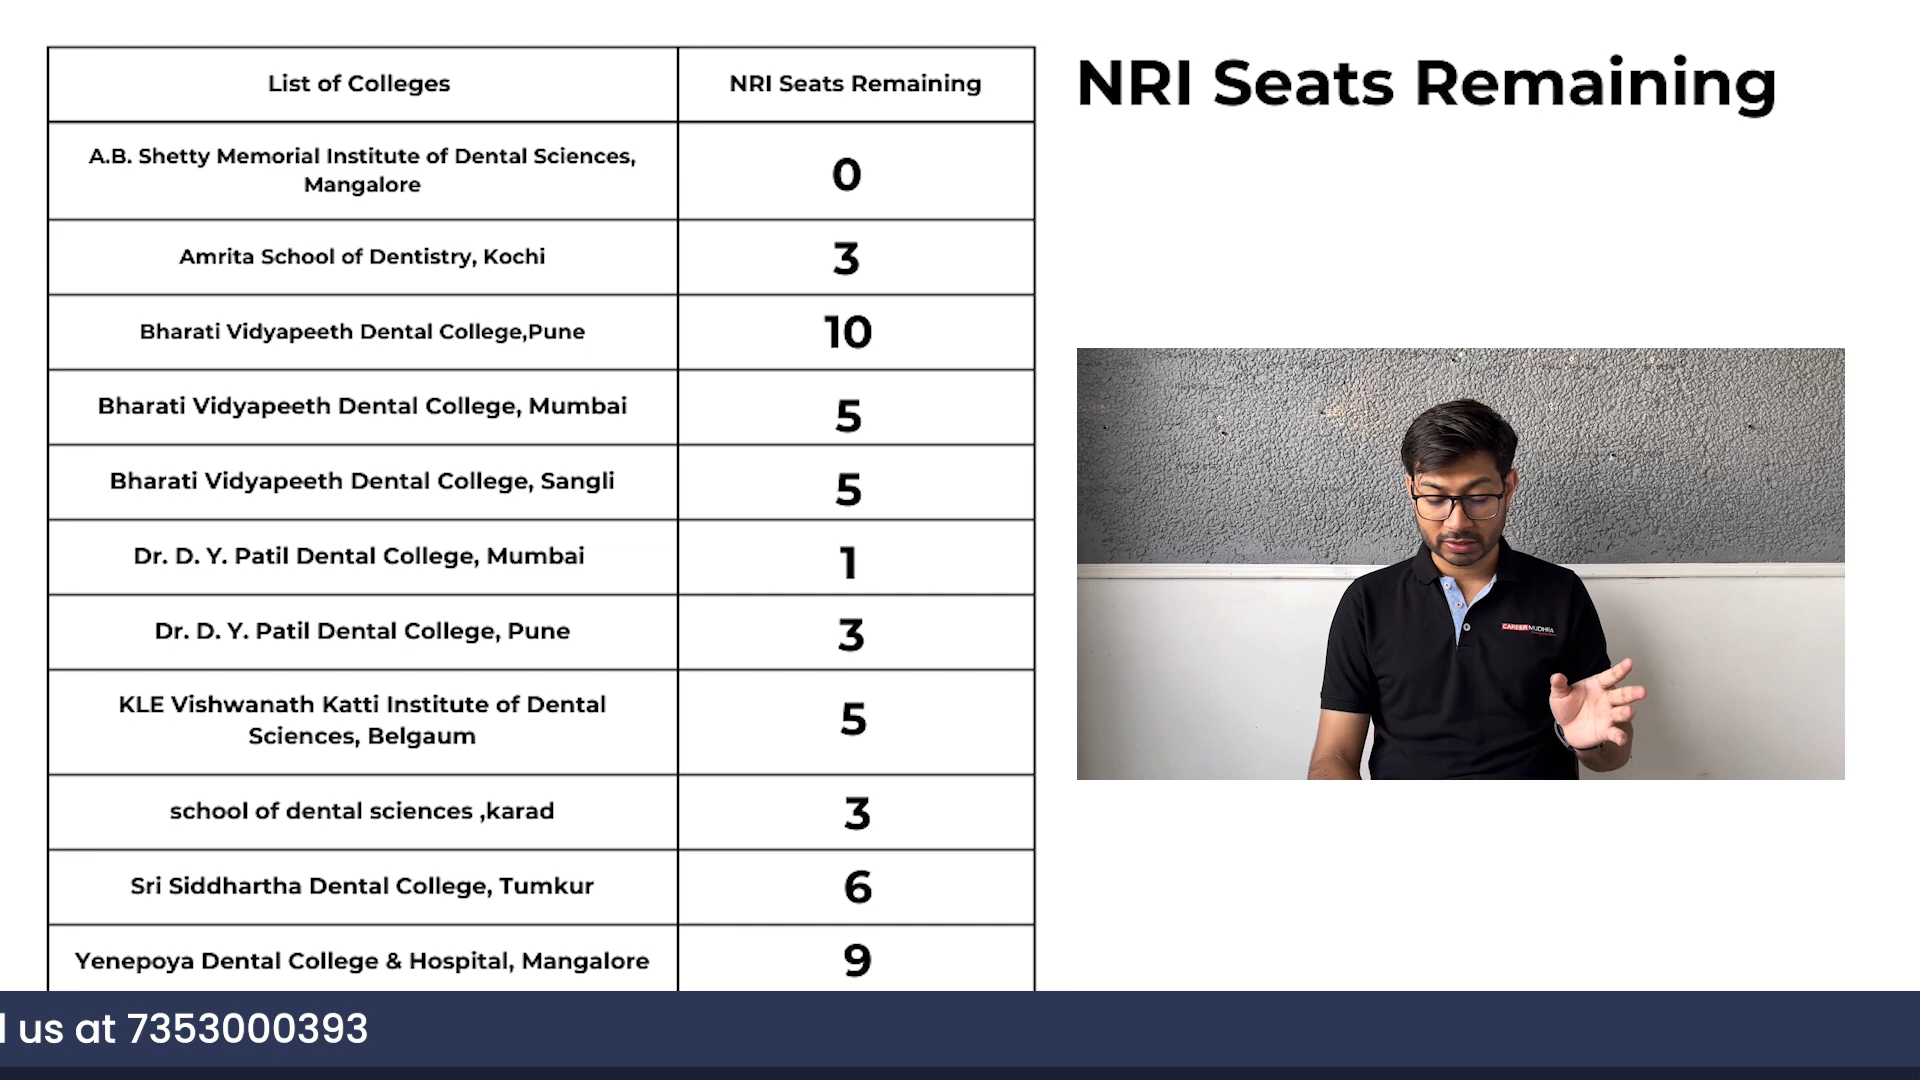 List of Colleges
NRI Seats Remaining
A.B. Shetty Memorial Institute of Dental Sciences,
Mangalore
0
Amrita School of Dentistry, Kochi
3
Bharati Vidyapeeth Dental College,Pune
10
Bharati Vidyapeeth Dental College, Mumbai
5
Bharati Vidyapeeth Dental College, Sangli
5
Dr. D. Y. Patil Dental College, Mumbai
1
Dr. D. Y. Patil Dental College, Pune
3
KLE Vishwanath Katti Institute of Dental
Sciences, Belgaum
5
school of dental sciences ,karad
3
Sri Siddhartha Dental College, Tumkur
6
Yenepoya Dental College & Hospital, Mangalore
9
NRI Seats Remaining
CAREER MUDHRA
us at 7353000393